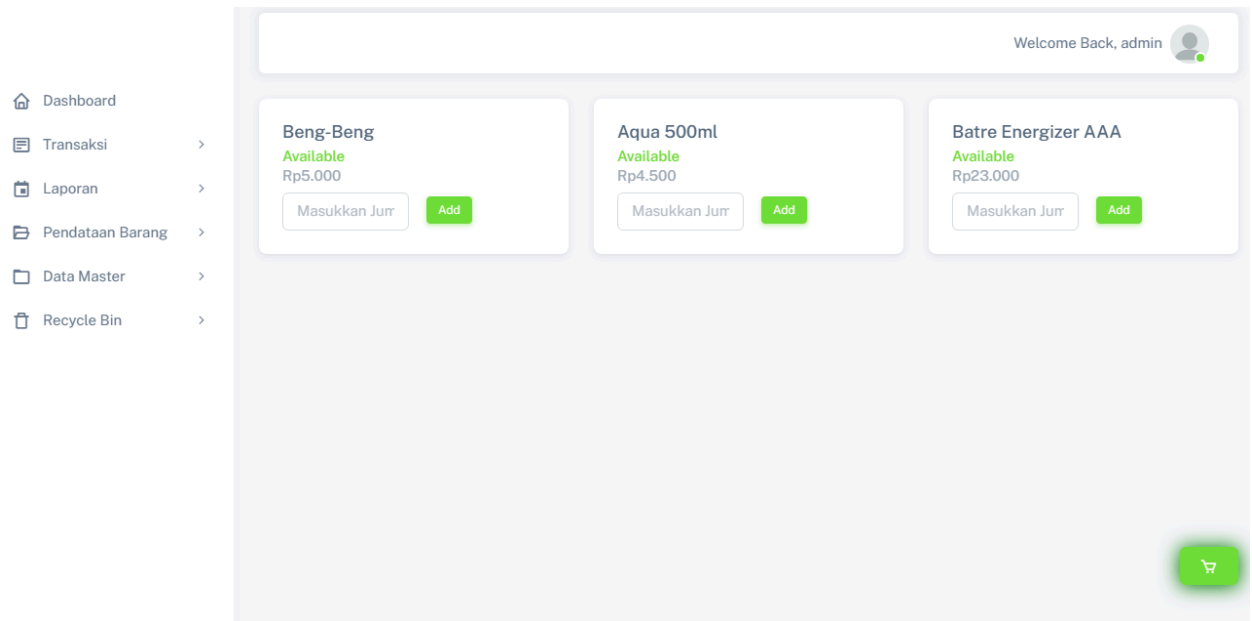 Welcome Back, admin
Dashboard
Transaksi
Laporan
Pendataan Barang
Data Master
Recycle Bin
Beng-Beng
Available
Rp5.000
Masukkan Jum
Add
Aqua 500ml
Available
Rp4.500
Masukkan Jum
Add
Batre Energizer AAA
Available
Rp23.000
Masukkan Jum
Add